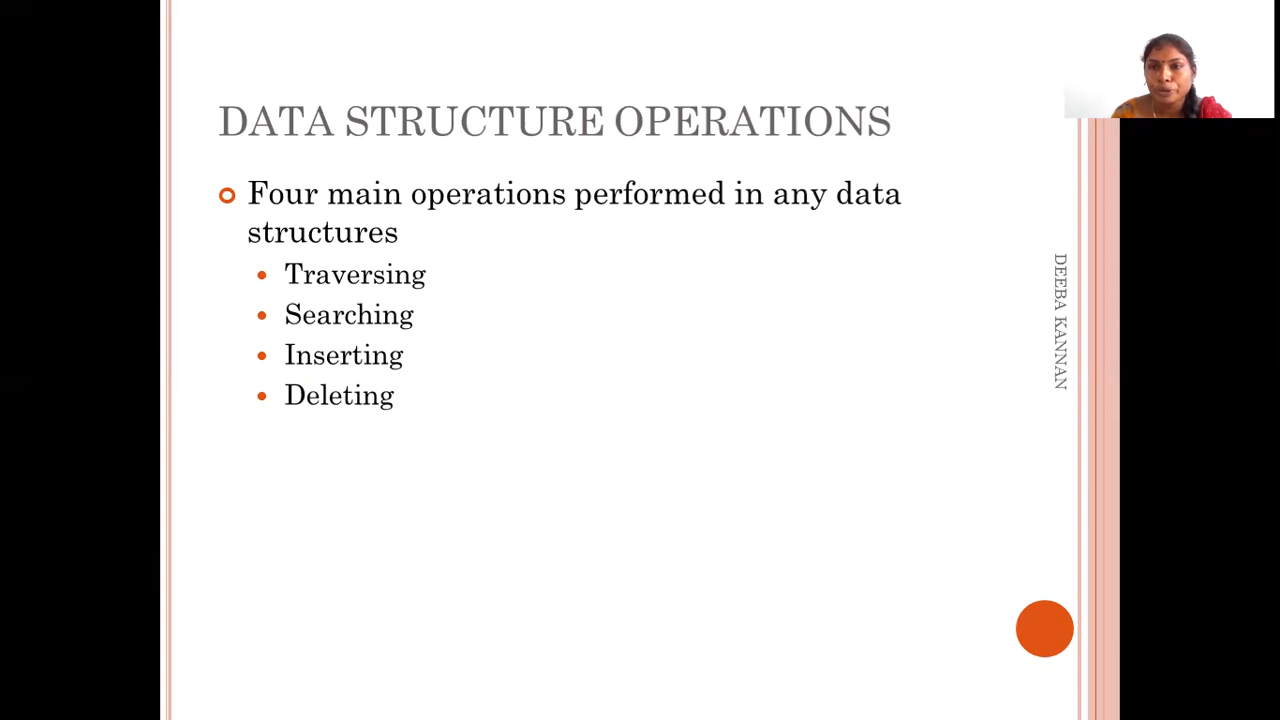 DATA STRUCTURE OPERATIONS
Four main operations performed in any data
structures
Traversing
Searching
Inserting
Deleting
DEEBA KANNAN